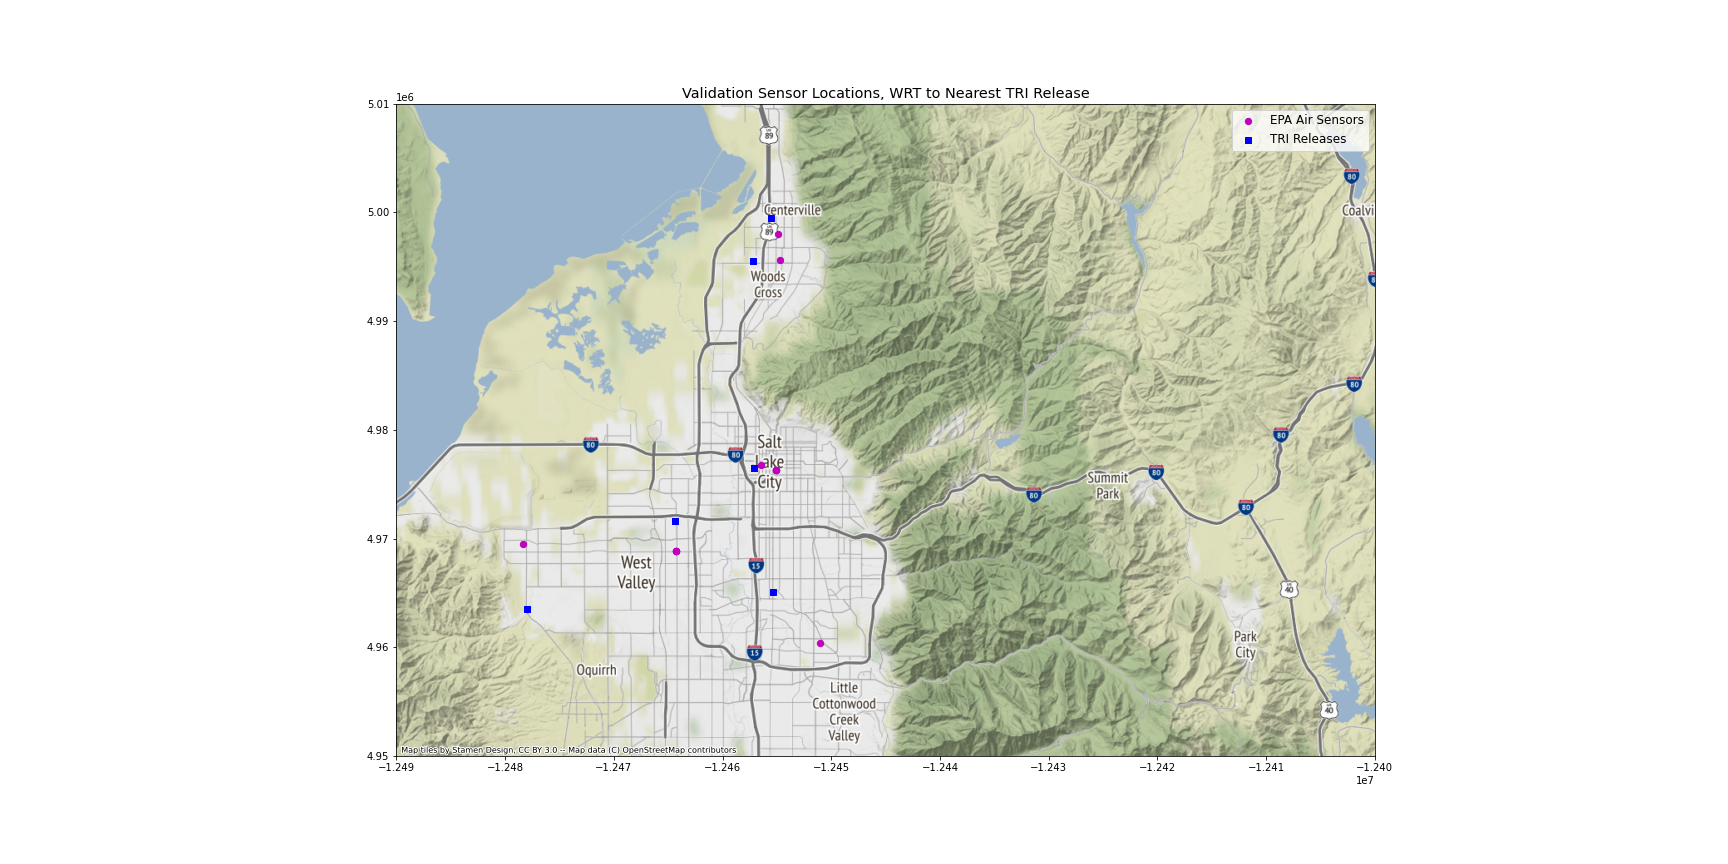 Validation Sensor Locations, WRT to Nearest TRI Release
1e6
5.01
5.00
4.99
4.98
4.97
4.96
4.95
EPA Air Sensors
TRI Releases
89
80
Centerville
Coalvi
89
Woods
Cross
80
80
80
80
Salt
Lake
City
80
80
Summit
Park
80
80
West
Valley
15
40
Park
City
15
Oquirrh
Little
Cottonwood
Creek
Valley
40
Map tiles by Stamen Design, CC BY 3.0 -- Map data (C) OpenStreetMap contributors
−1.249
−1.248
−1.247
−1.246
−1.245
−1.244
−1.243
−1.242
−1.241
−1.240
1e7